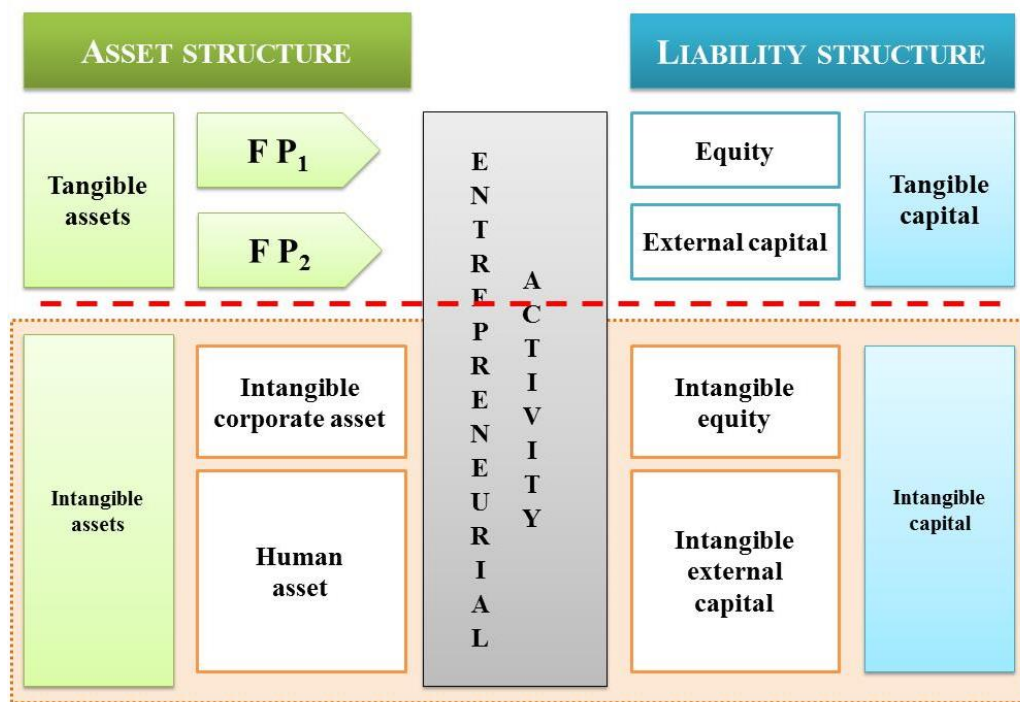 ASSET STRUCTURE
LIABILITY STRUCTURE
Tangible
assets
F P₁
F P₂
ENTREPRENEURIAL
ACTIVITY
Equity
External capital
Tangible
capital
Intangible
assets
Intangible
corporate asset
Human
asset
Intangible
equity
Intangible
external
capital
Intangible
capital